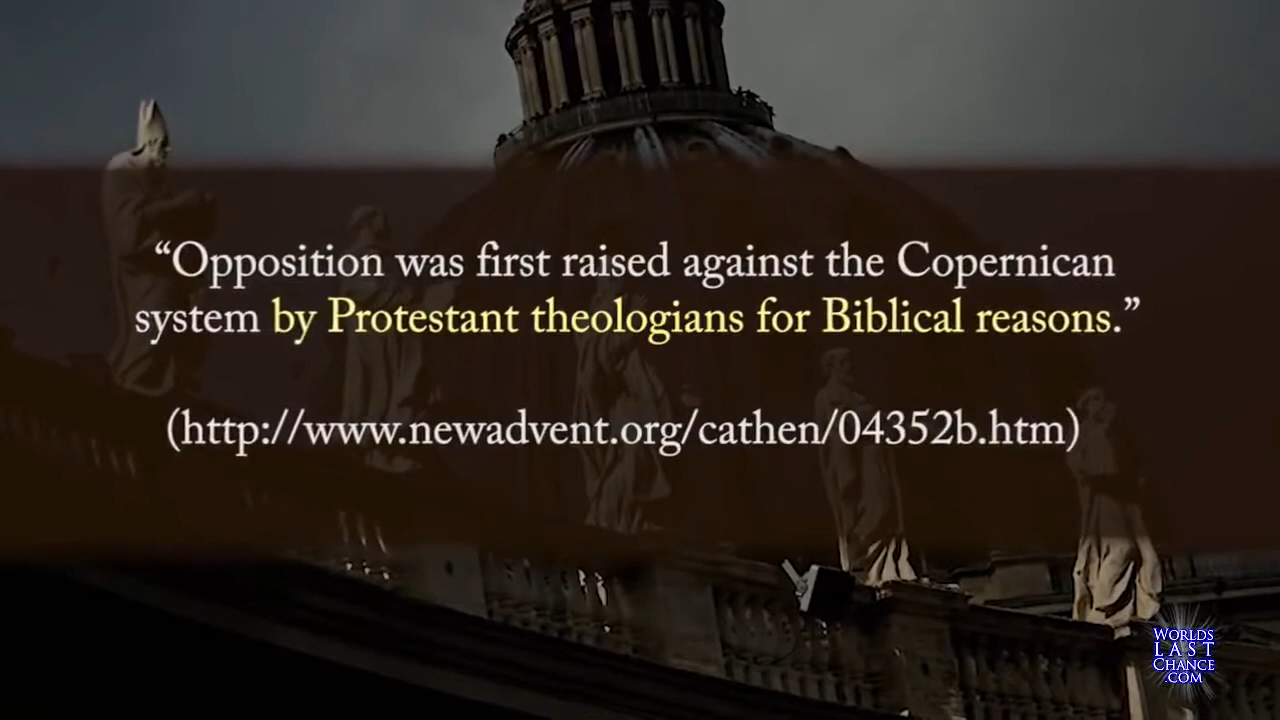 “Opposition was first raised against the Copernican
system by Protestant theologians for Biblical reasons.”
(http://www.newadvent.org/cathen/04352b.htm)
WORLDS
LAST
CHANCE
.COM